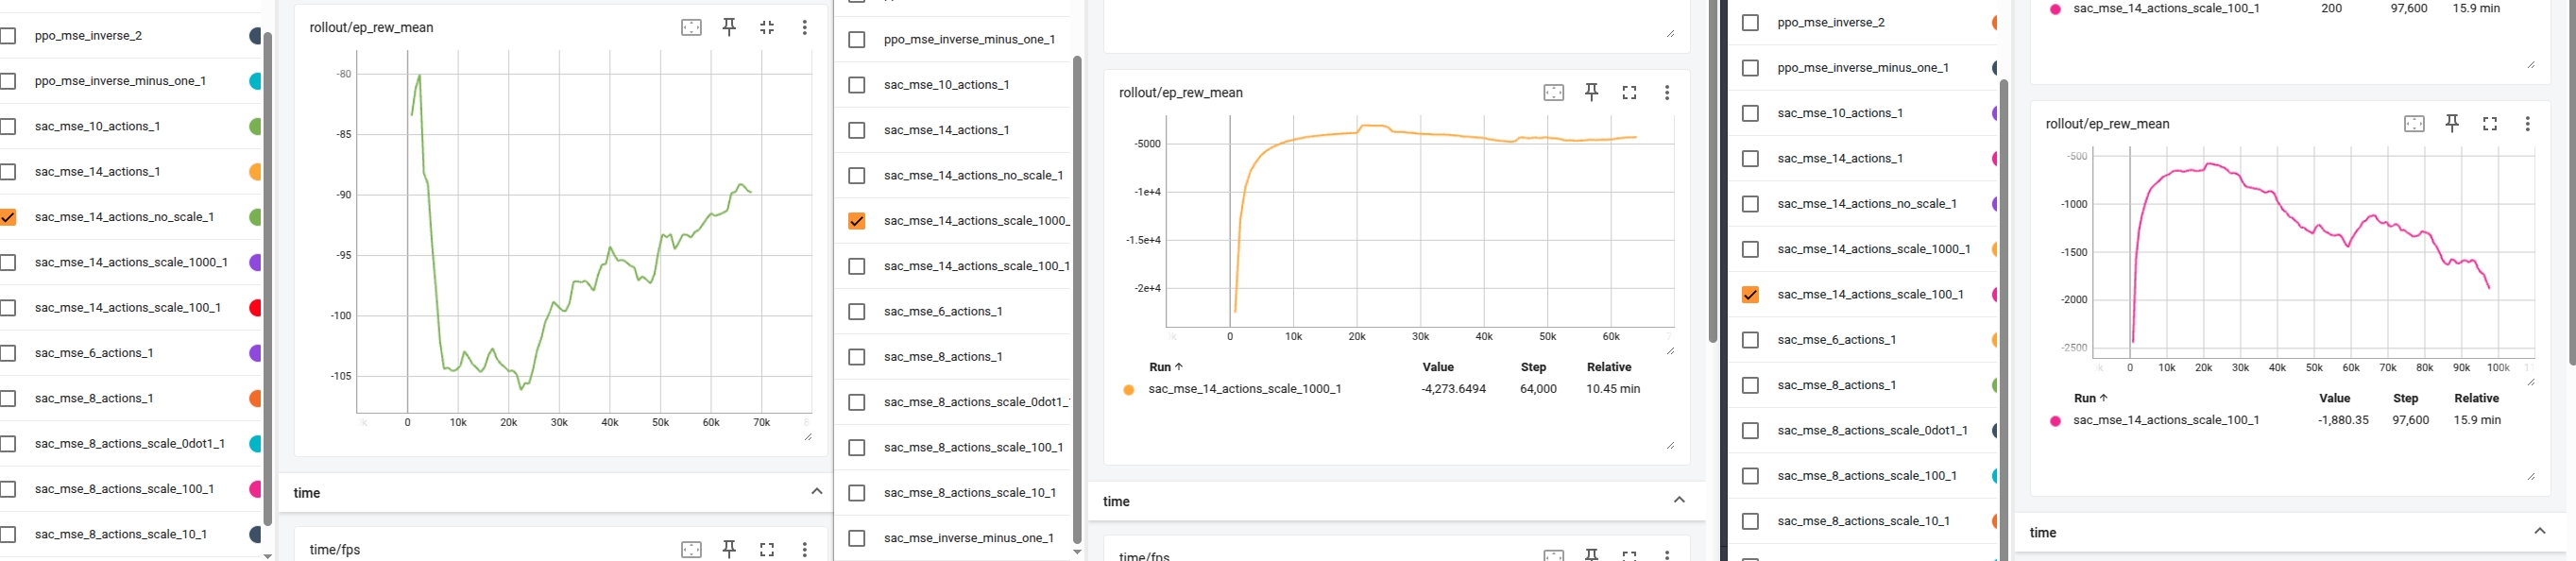 ppo_mse_inverse_2
ppo_mse_inverse_minus_one_1
sac_mse_10_actions_1
sac_mse_14_actions_1
sac_mse_14_actions_no_scale_1
sac_mse_14_actions_scale_1000_1
sac_mse_14_actions_scale_100_1
sac_mse_6_actions_1
sac_mse_8_actions_1
sac_mse_8_actions_scale_0dot1_1
sac_mse_8_actions_scale_100_1
sac_mse_8_actions_scale_10_1
rollout/ep_rew_mean
-80
-85
-90
-95
-100
-105
0 10k 20k 30k 40k 50k 60k 70k
time
time/fps
ppo_mse_inverse_minus_one_1
sac_mse_10_actions_1
sac_mse_14_actions_1
sac_mse_14_actions_no_scale_1
sac_mse_14_actions_scale_1000_
sac_mse_14_actions_scale_100_1
sac_mse_6_actions_1
sac_mse_8_actions_1
sac_mse_8_actions_scale_0dot1_
sac_mse_8_actions_scale_100_1
sac_mse_8_actions_scale_10_1
sac_mse_inverse_minus_one_1
rollout/ep_rew_mean
-5000
-1e+4
-1.5e+4
-2e+4
0 10k 20k 30k 40k 50k 60k
Run ↑ Value Step Relative
sac_mse_14_actions_scale_1000_1 -4,273.6494 64,000 10.45 min
time
time/fps
ppo_mse_inverse_2
ppo_mse_inverse_minus_one_1
sac_mse_10_actions_1
sac_mse_14_actions_1
sac_mse_14_actions_no_scale_1
sac_mse_14_actions_scale_1000_1
sac_mse_14_actions_scale_100_1
sac_mse_6_actions_1
sac_mse_8_actions_1
sac_mse_8_actions_scale_0dot1_1
sac_mse_8_actions_scale_100_1
sac_mse_8_actions_scale_10_1
sac_mse_14_actions_scale_100_1 200 97,600 15.9 min
rollout/ep_rew_mean
-500
-1000
-1500
-2000
-2500
0 10k 20k 30k 40k 50k 60k 70k 80k 90k 100k
Run ↑ Value Step Relative
sac_mse_14_actions_scale_100_1 -1,880.35 97,600 15.9 min
time